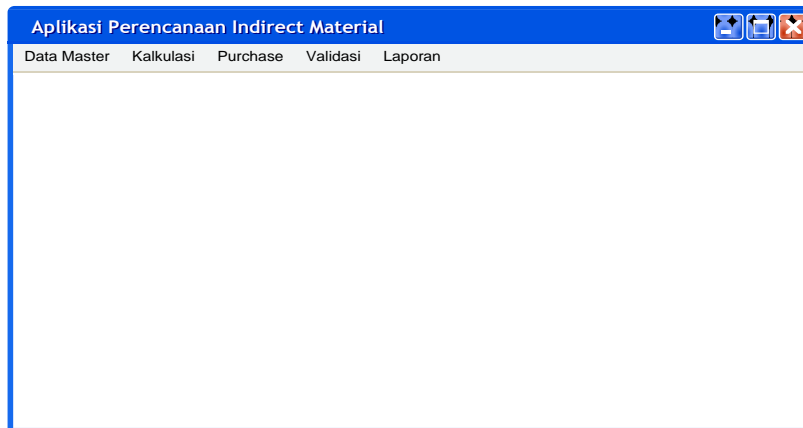 Aplikasi Perencanaan Indirect Material
Data Master Kalkulasi Purchase Validasi Laporan